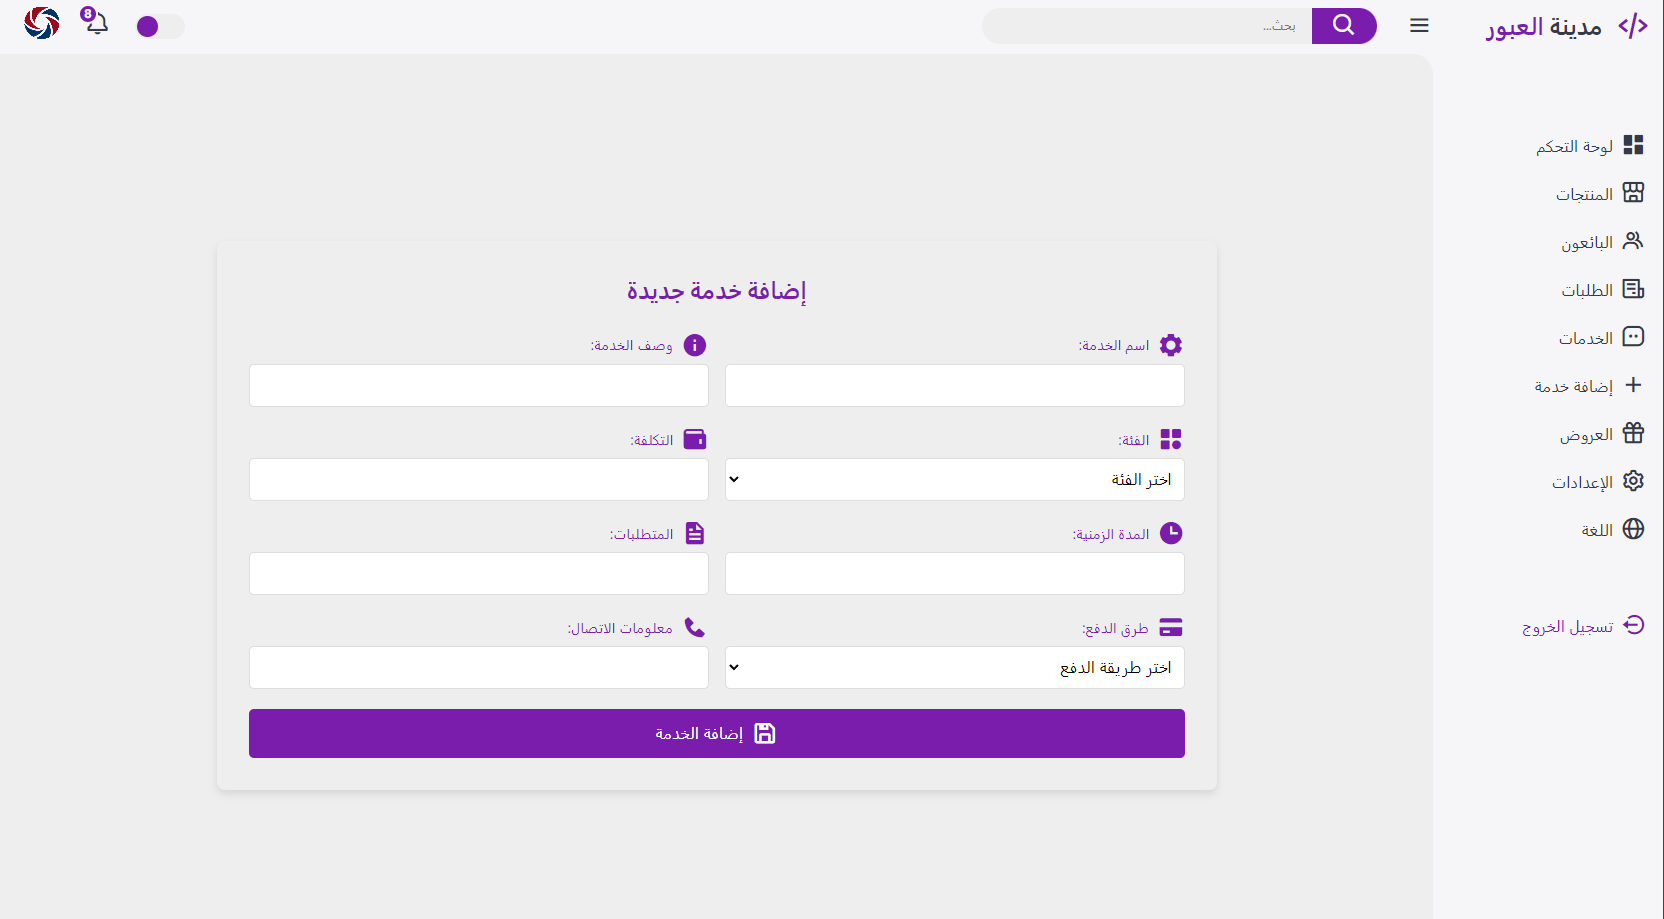 مدينة العبور
بحث...
8
لوحة التحكم
المنتجات
البائعون
الطلبات
الخدمات
إضافة خدمة
العروض
الإعدادات
اللغة
تسجيل الخروج
إضافة خدمة جديدة
اسم الخدمة:
وصف الخدمة:
الفئة:
التكلفة:
اختر الفئة
المدة الزمنية:
المتطلبات:
طرق الدفع:
معلومات الاتصال:
اختر طريقة الدفع
إضافة الخدمة